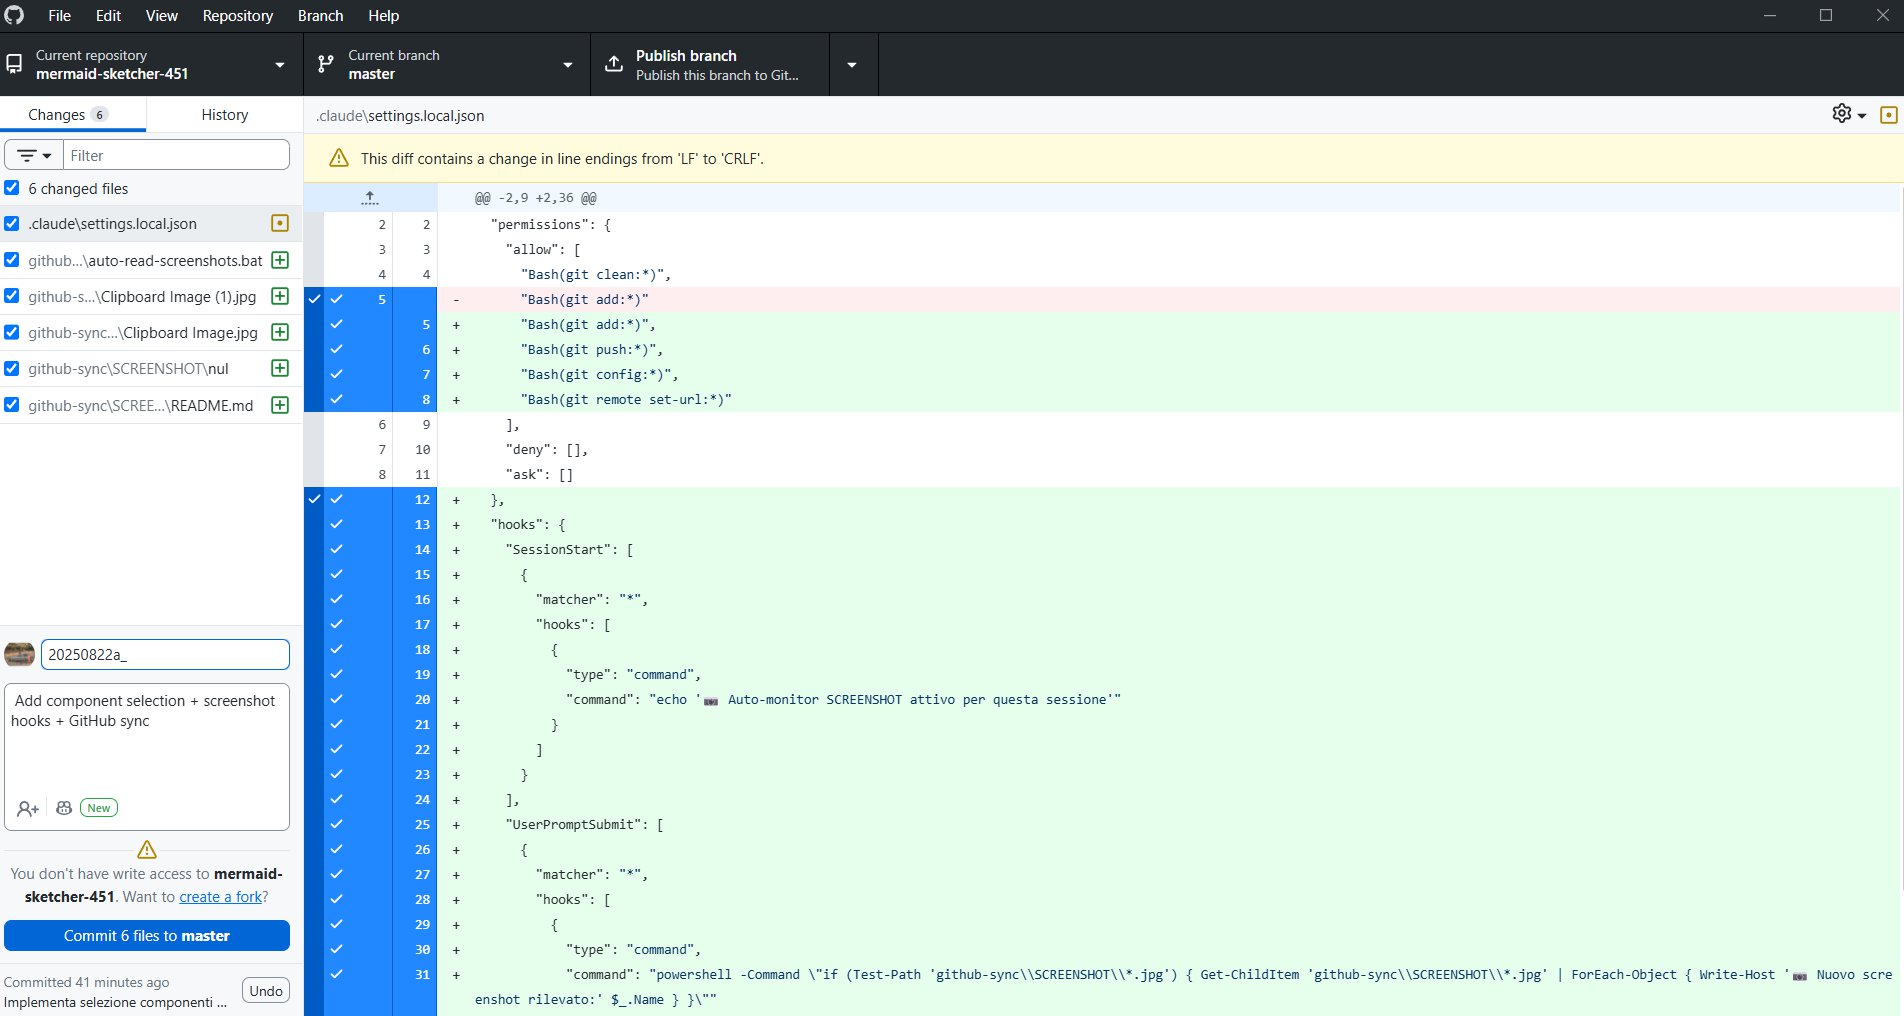 File Edit View Repository Branch Help
Current repository
mermaid-sketcher-451
Current branch
master
Publish branch
Publish this branch to Git...
Changes 6
History
Filter
6 changed files
.claude\settings.local.json
github...\auto-read-screenshots.bat
github-s...\Clipboard Image (1).jpg
github-sync...\Clipboard Image.jpg
github-sync\SCREENSHOT\nul
github-sync\SCREE...\README.md
20250822a_
Add component selection + screenshot
hooks + GitHub sync
New
You don't have write access to mermaid-
sketcher-451. Want to create a fork?
Commit 6 files to master
Committed 41 minutes ago
Implementa selezione componenti ...
Undo
.claude\settings.local.json
This diff contains a change in line endings from 'LF' to 'CRLF'.
@@ -2,9 +2,36 @@
2 2 "permissions": {
3 3 "allow": [
4 4 "Bash(git clean:*)",
5 - "Bash(git add:*)"
5 + "Bash(git add:*)",
6 + "Bash(git push:*)",
7 + "Bash(git config:*)",
8 + "Bash(git remote set-url:*)"
6 9 ],
7 10 "deny": [],
8 11 "ask": []
12 + },
13 + "hooks": {
14 + "SessionStart": [
15 + {
16 + "matcher": "*",
17 + "hooks": [
18 + {
19 + "type": "command",
20 + "command": "echo '📷 Auto-monitor SCREENSHOT attivo per questa sessione'"
21 + }
22 + ]
23 + }
24 + ],
25 + "UserPromptSubmit": [
26 + {
27 + "matcher": "*",
28 + "hooks": [
29 + {
30 + "type": "command",
31 + "command": "powershell -Command \"if (Test-Path 'github-sync\\SCREENSHOT\\*.jpg') { Get-ChildItem 'github-sync\\SCREENSHOT\\*.jpg' | ForEach-Object { Write-Host '📷 Nuovo scre
enshot rilevato:' $_.Name } }\""